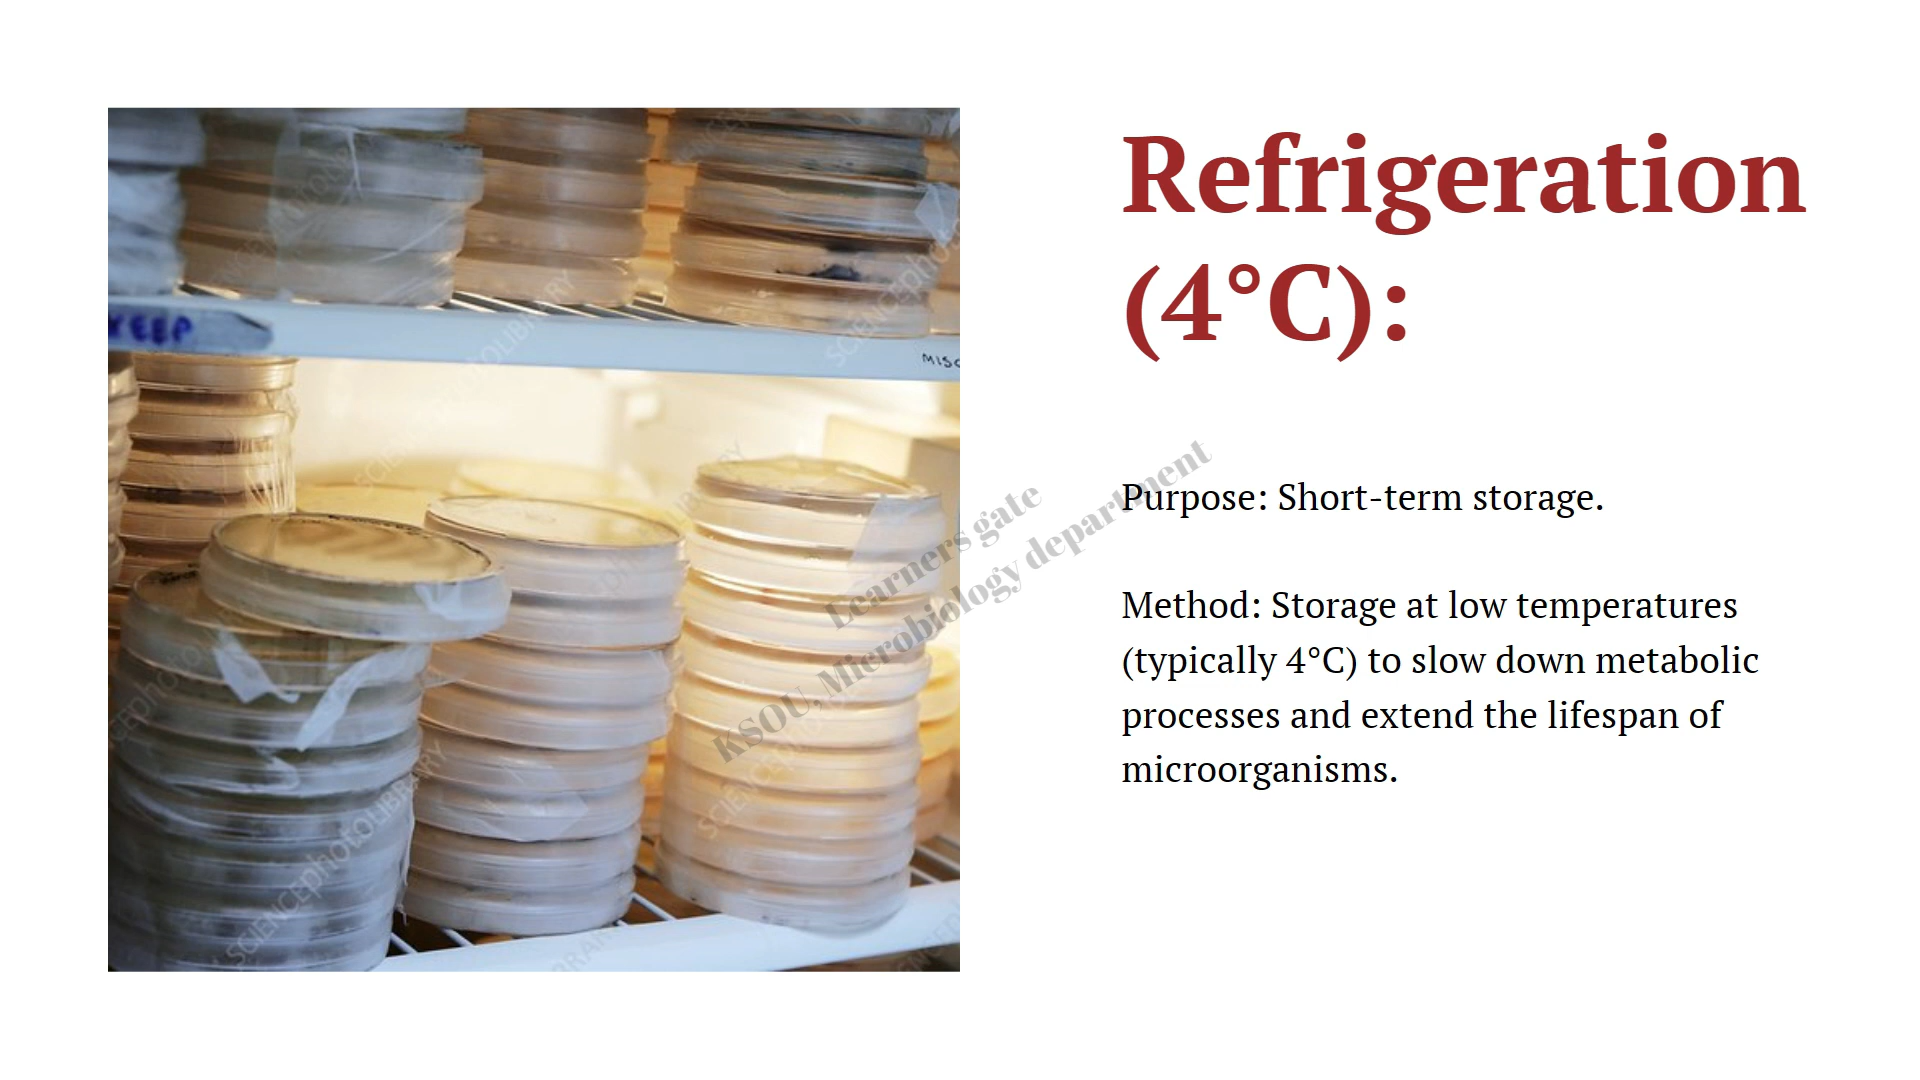 Refrigeration
(4°C):
Purpose: Short-term storage.
Method: Storage at low temperatures
(typically 4°C) to slow down metabolic
processes and extend the lifespan of
microorganisms.
Learners gate
KSOU, Microbiology department
KEEP
MISC
SCIENCEphotOLIBRARY